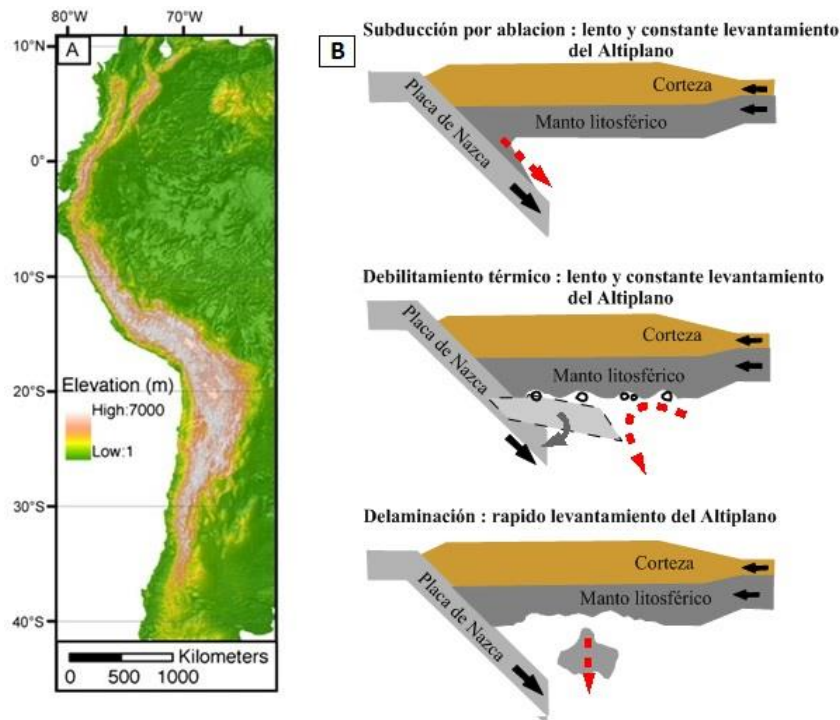 A
80°W
70°W
10°N
0°
10°S
20°S
30°S
40°S
Elevation (m)
High:7000
Low:1
Kilometers
0 500 1000
B
Subducción por ablacion : lento y constante levantamiento
del Altiplano
Corteza
Manto litosférico
Placa de Nazca
Debilitamiento térmico : lento y constante levantamiento
del Altiplano
Corteza
Manto litosférico
Placa de Nazca
Delaminación : rapido levantamiento del Altiplano
Corteza
Manto litosférico
Placa de Nazca